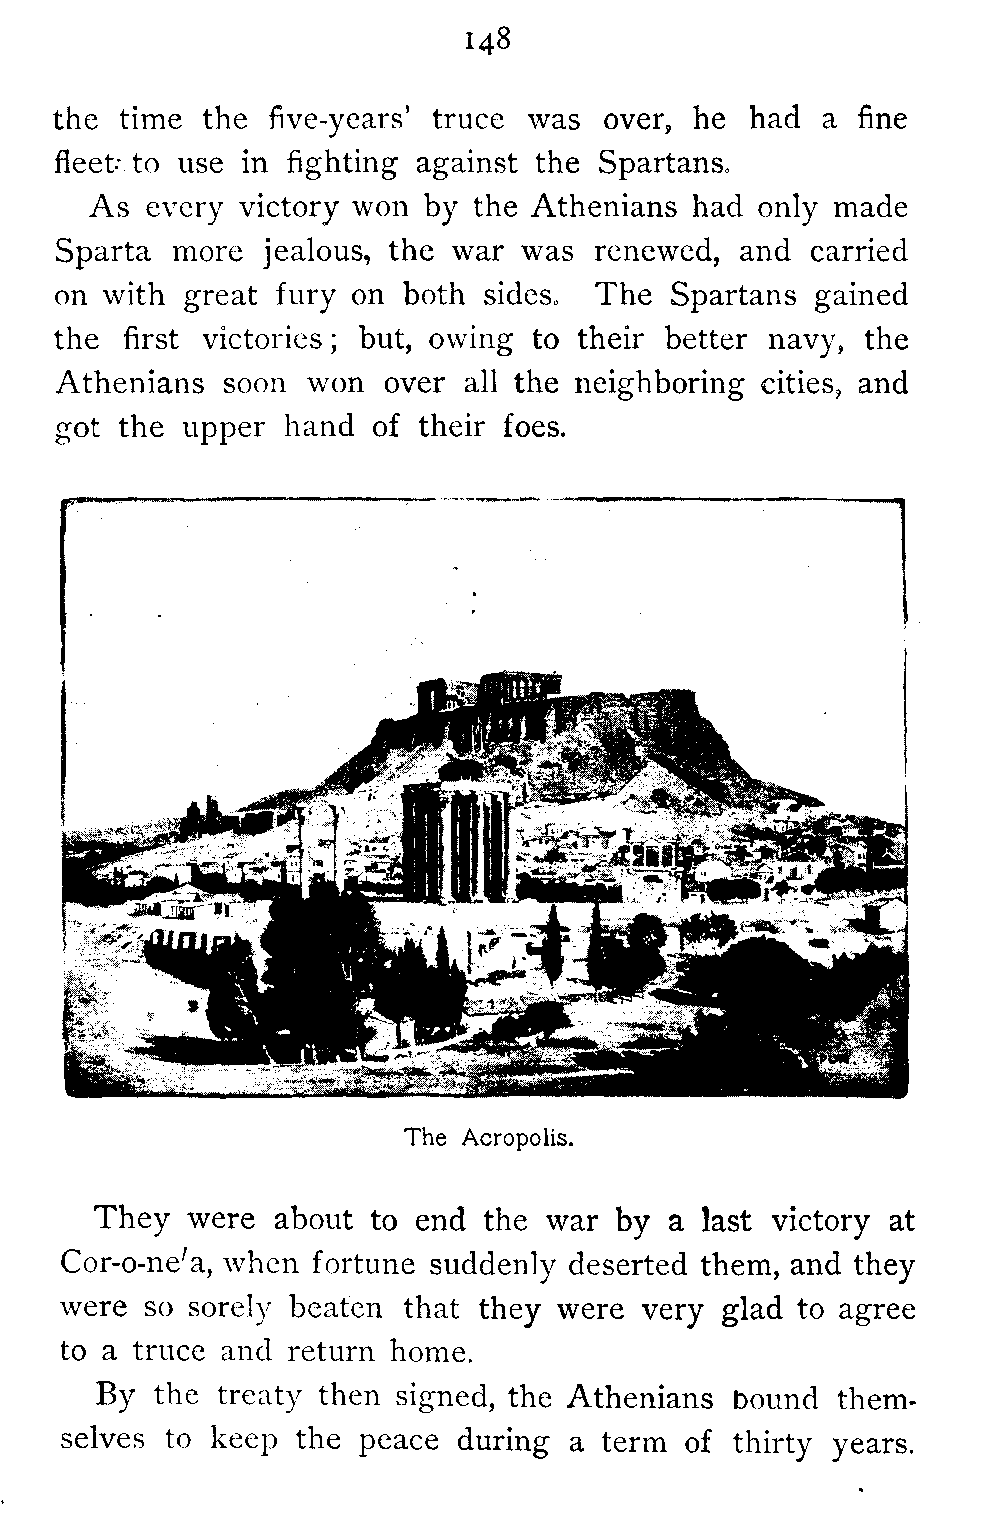 148
the time the five-years' truce was over, he had a fine
fleet to use in fighting against the Spartans.
As every victory won by the Athenians had only made
Sparta more jealous, the war was renewed, and carried
on with great fury on both sides. The Spartans gained
the first victories; but, owing to their better navy, the
Athenians soon won over all the neighboring cities, and
got the upper hand of their foes.
The Acropolis.
They were about to end the war by a last victory at
Cor-o-ne′a, when fortune suddenly deserted them, and they
were so sorely beaten that they were very glad to agree
to a truce and return home.
By the treaty then signed, the Athenians bound them-
selves to keep the peace during a term of thirty years.